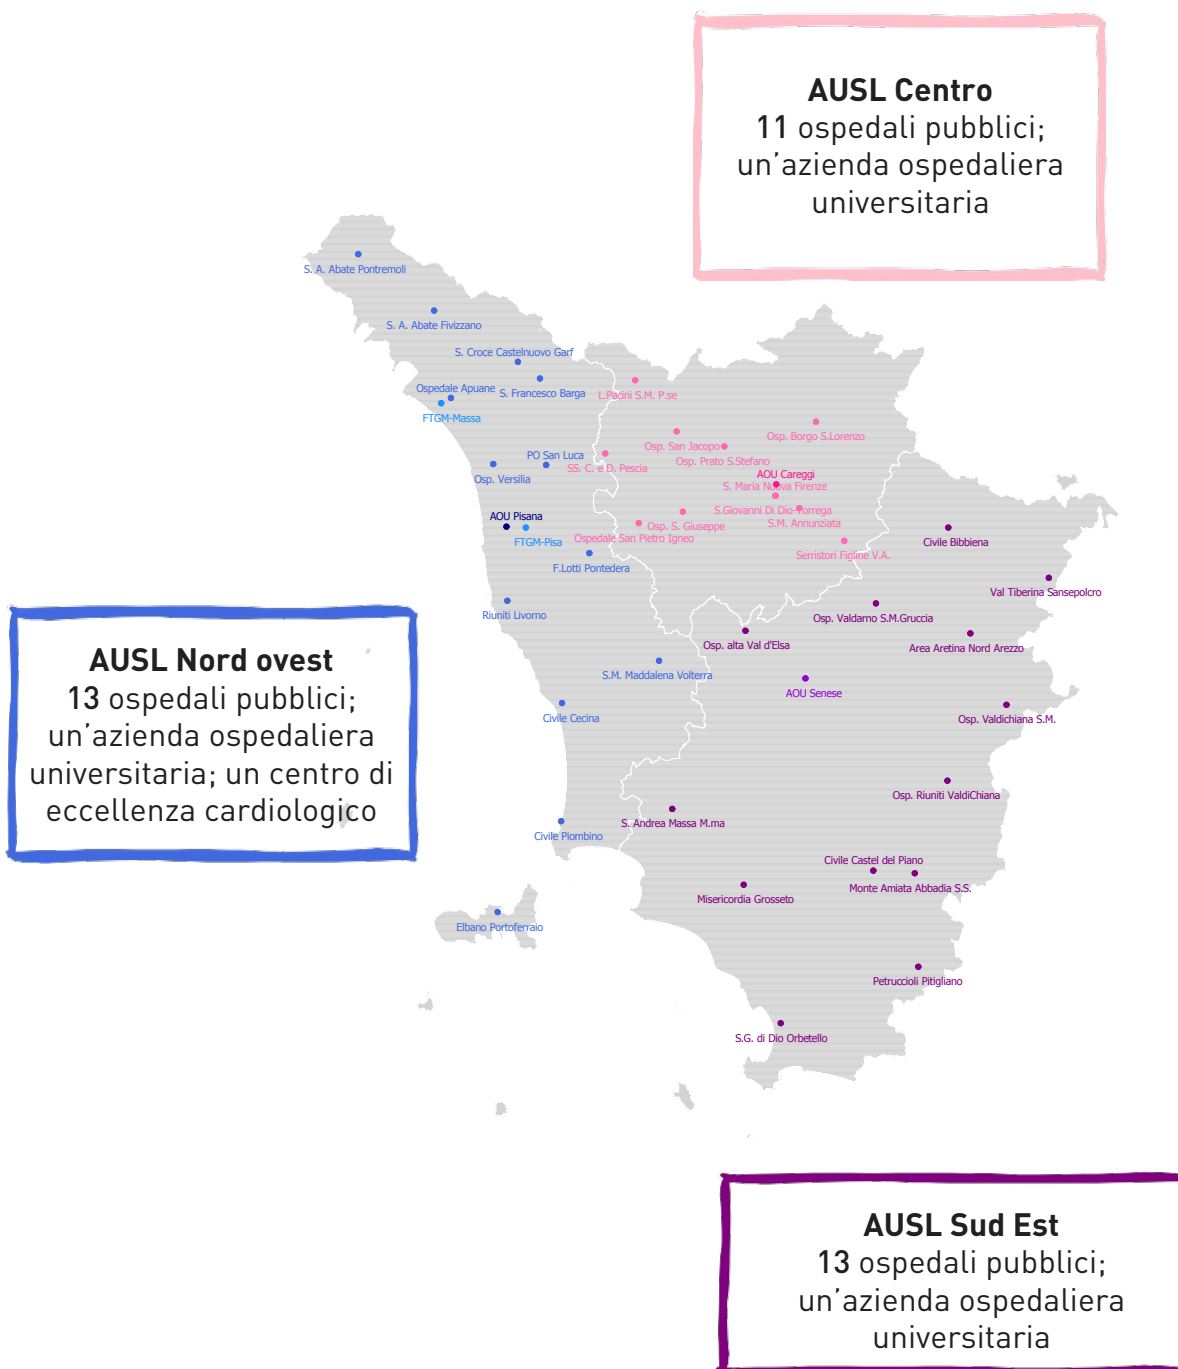 AUSL Centro
11 ospedali pubblici;
un’azienda ospedaliera
universitaria
S. A. Abate Pontremoli
S. A. Abate Fivizzano
S. Croce Castelnuovo Garf
S. Francesco Barga
Ospedale Apuane
FTGM-Massa
L.Pacini S.M. P.se
Osp. Borgo S.Lorenzo
Osp. San Jacopo
Osp. Prato S.Stefano
SS. C. e D. Pescia
PO San Luca
Osp. Versilia
AOU Careggi
S. Maria Nuova Firenze
S.Giovanni Di Dio-Torrega
S.M. Annunziata
Osp. S. Giuseppe
Ospedale San Pietro Igneo
Serristori Figline V.A.
AOU Pisana
FTGM-Pisa
F.Lotti Pontedera
Civile Bibbiena
Val Tiberina Sansepolcro
Riuniti Livorno
Osp. Valdarno S.M.Gruccia
Osp. alta Val d'Elsa
Area Aretina Nord Arezzo
S.M. Maddalena Volterra
AOU Senese
Civile Cecina
Osp. Valdichiana S.M.
Osp. Riuniti ValdiChiana
S. Andrea Massa M.ma
Civile Piombino
Civile Castel del Piano
Monte Amiata Abbadia S.S.
Misericordia Grosseto
Elbano Portoferraio
Petruccioli Pitigliano
S.G. di Dio Orbetello
AUSL Nord ovest
13 ospedali pubblici;
un’azienda ospedaliera
universitaria; un centro di
eccellenza cardiologico
AUSL Sud Est
13 ospedali pubblici;
un’azienda ospedaliera
universitaria